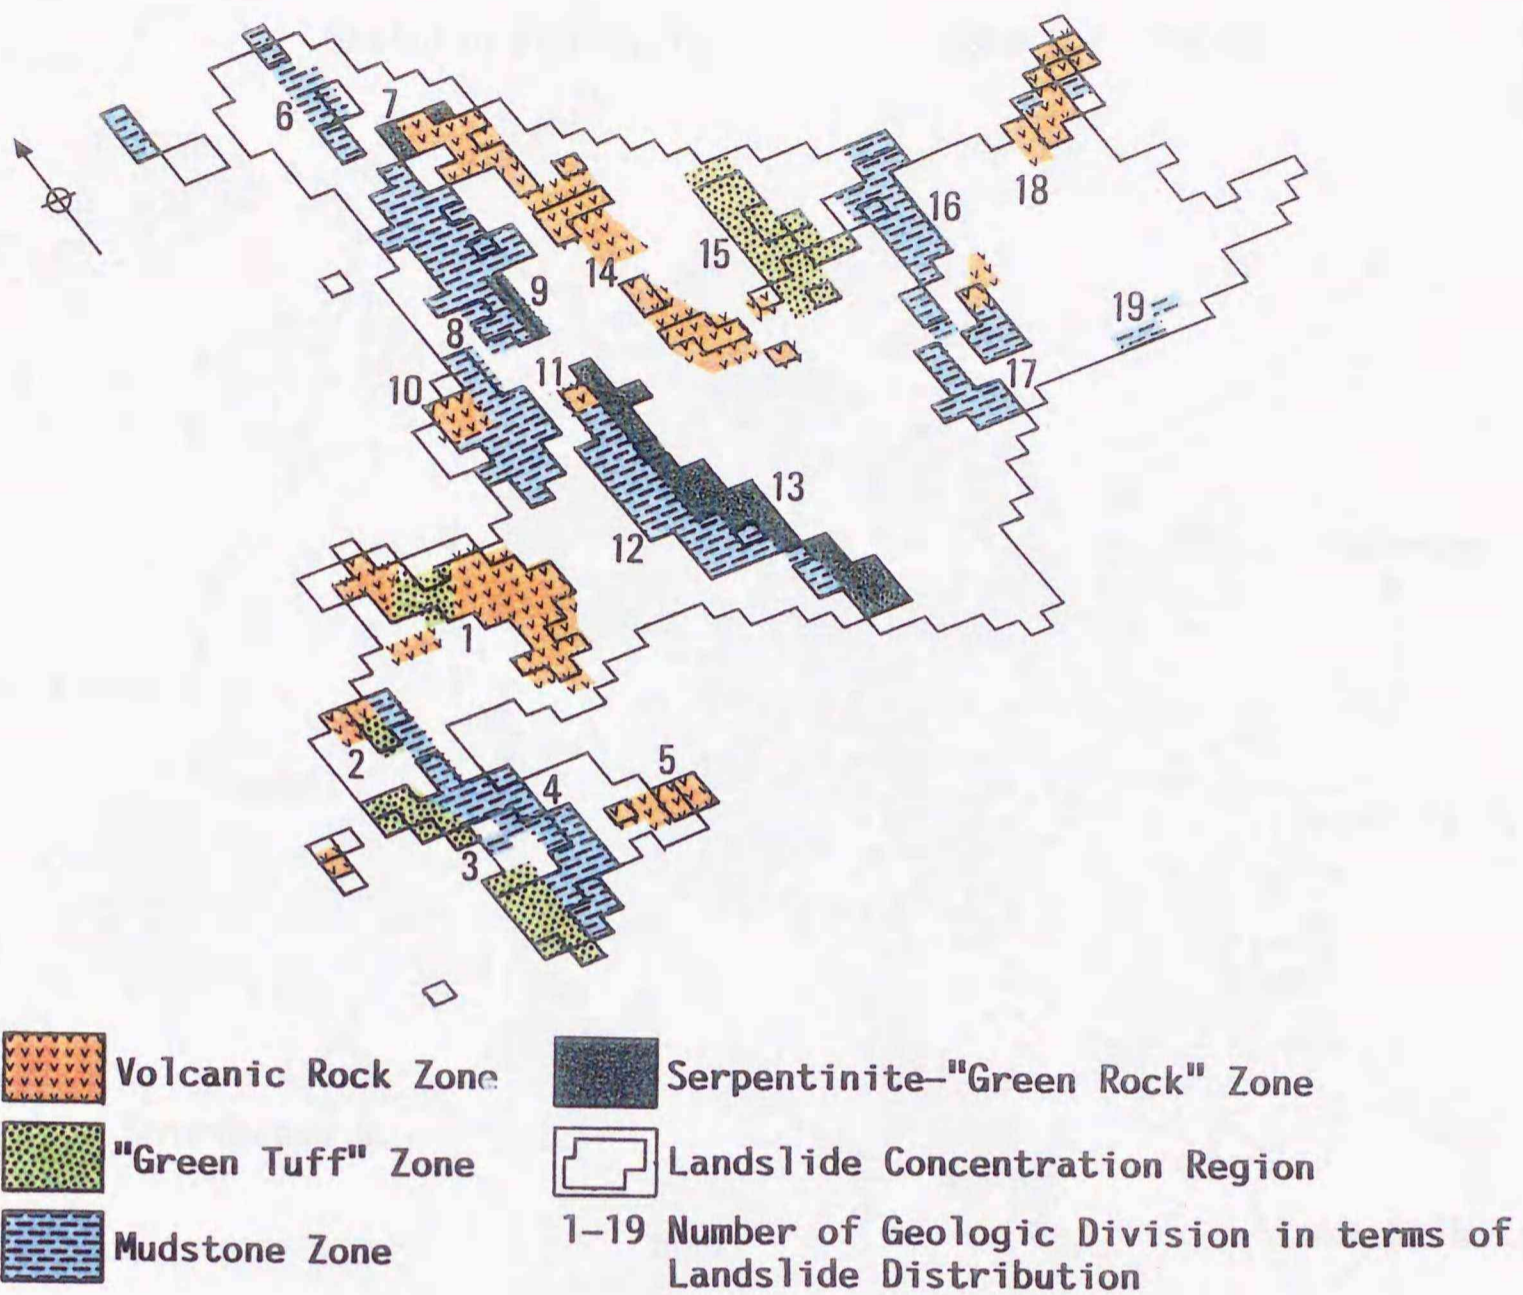 6
7
18
16
15
14
9
19
8
17
10
11
13
12
1
2
5
4
3
Volcanic Rock Zone
"Green Tuff" Zone
Mudstone Zone
Serpentinite—"Green Rock" Zone
Landslide Concentration Region
1–19 Number of Geologic Division in terms of
Landslide Distribution